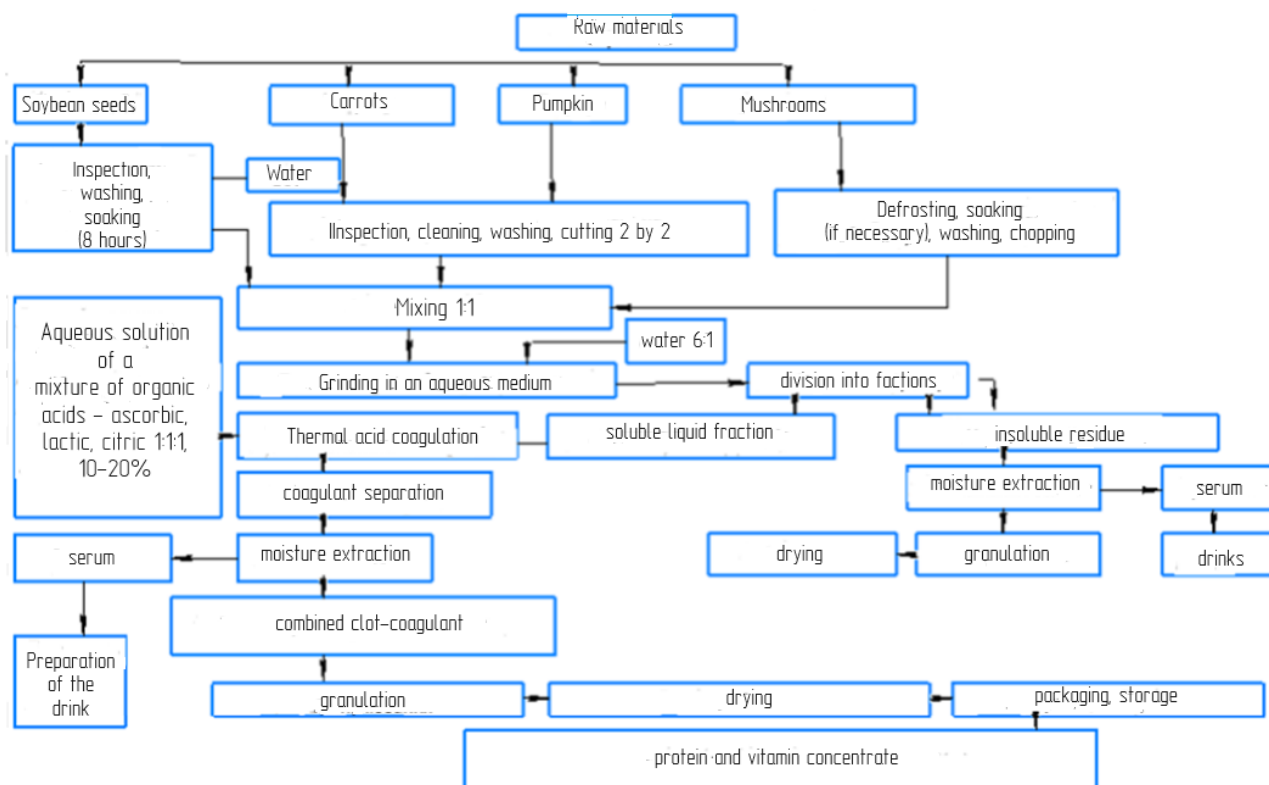 Raw materials
Soybean seeds
Carrots
Pumpkin
Mushrooms
Inspection,
washing,
soaking
(8 hours)
Water
IInspection, cleaning, washing, cutting 2 by 2
Defrosting, soaking
(if necessary), washing, chopping
Mixing 1:1
Aqueous solution
of a
mixture of organic
acids – ascorbic,
lactic, citric 1:1:1,
10–20%
water 6:1
Grinding in an aqueous medium
division into factions
Thermal acid coagulation
soluble liquid fraction
insoluble residue
coagulant separation
moisture extraction
serum
serum
moisture extraction
drying
granulation
drinks
combined clot–coagulant
Preparation
of the
drink
granulation
drying
packaging, storage
protein and vitamin concentrate